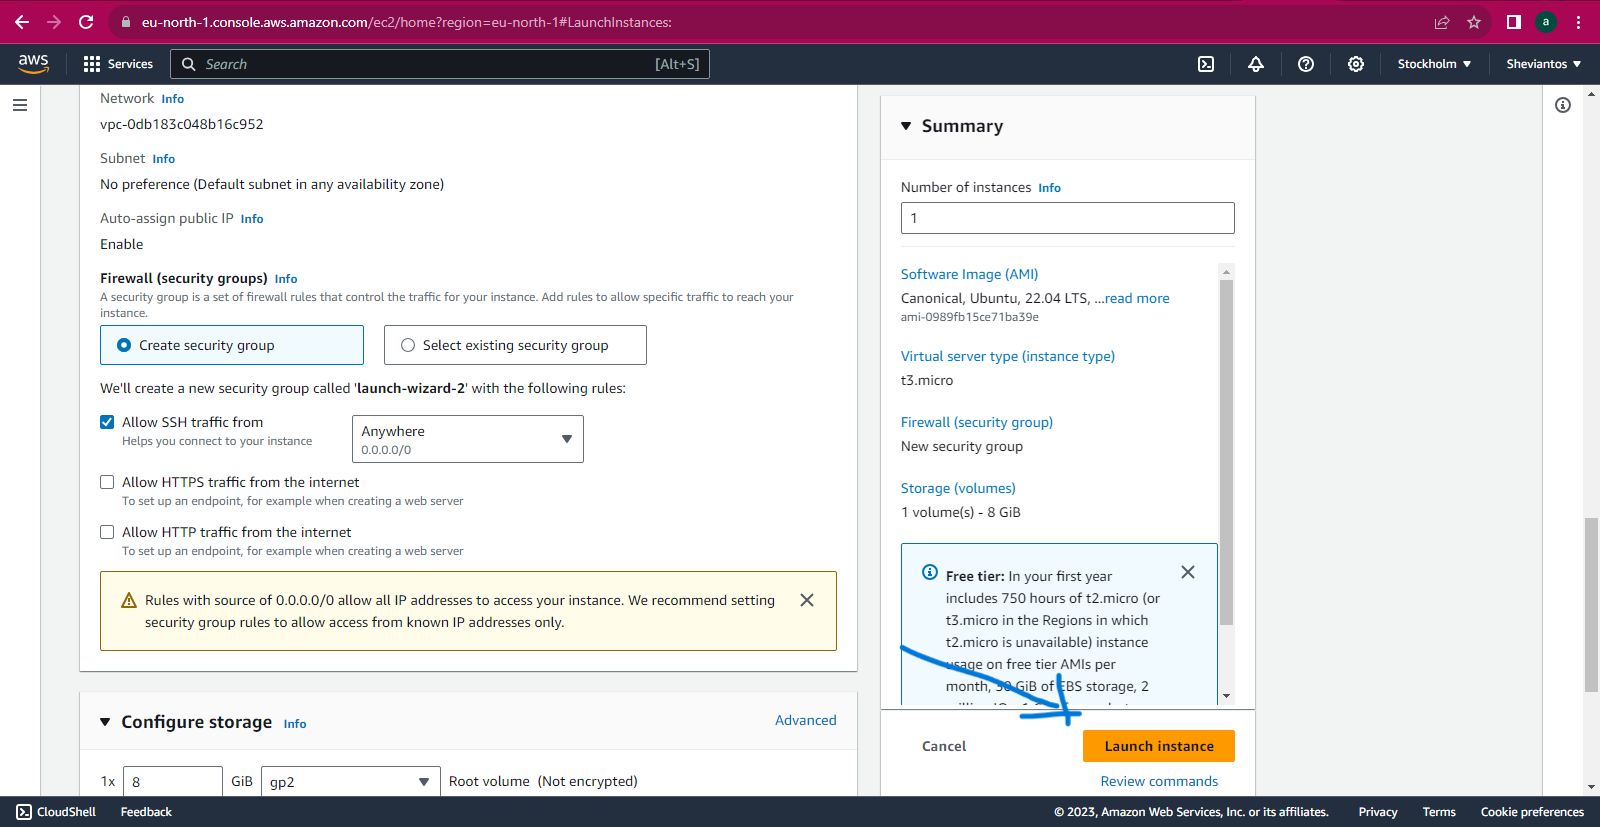 eu-north-1.console.aws.amazon.com/ec2/home?region=eu-north-1#LaunchInstances:
a
aws
Services
Search
[Alt+S]
Stockholm
Sheviantos
Network Info
vpc-0db183c048b16c952
Subnet Info
No preference (Default subnet in any availability zone)
Auto-assign public IP Info
Enable
Firewall (security groups) Info
A security group is a set of firewall rules that control the traffic for your instance. Add rules to allow specific traffic to reach your
instance.
Create security group
Select existing security group
We'll create a new security group called 'launch-wizard-2' with the following rules:
Allow SSH traffic from
Helps you connect to your instance
Anywhere
0.0.0.0/0
Allow HTTPS traffic from the internet
To set up an endpoint, for example when creating a web server
Allow HTTP traffic from the internet
To set up an endpoint, for example when creating a web server
Rules with source of 0.0.0.0/0 allow all IP addresses to access your instance. We recommend setting
security group rules to allow access from known IP addresses only.
Configure storage Info
Advanced
1x 8 GiB gp2 Root volume (Not encrypted)
Summary
Number of instances Info
1
Software Image (AMI)
Canonical, Ubuntu, 22.04 LTS, ...read more
ami-0989fb15ce71ba39e
Virtual server type (instance type)
t3.micro
Firewall (security group)
New security group
Storage (volumes)
1 volume(s) - 8 GiB
Free tier: In your first year
includes 750 hours of t2.micro (or
t3.micro in the Regions in which
t2.micro is unavailable) instance
usage on free tier AMIs per
month, 30 GiB of EBS storage, 2
Cancel
Launch instance
Review commands
CloudShell
Feedback
© 2023, Amazon Web Services, Inc. or its affiliates.
Privacy
Terms
Cookie preferences